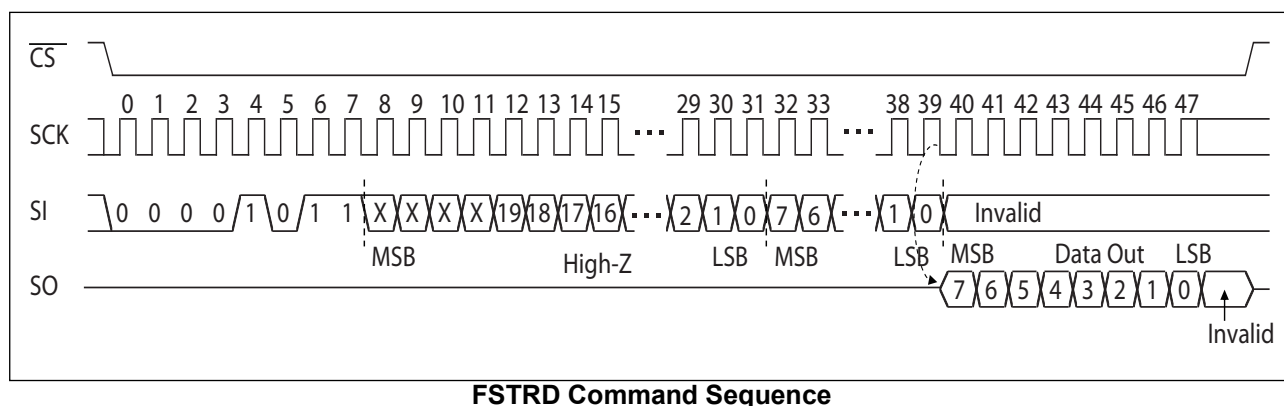 CS
0 1 2 3 4 5 6 7 8 9 10 11 12 13 14 15 29 30 31 32 33 38 39 40 41 42 43 44 45 46 47
SCK
SI 0 0 0 0 1 0 1 1 X X X X 19 18 17 16 2 1 0 7 6 1 0 Invalid
MSB High-Z LSB MSB LSB MSB Data Out LSB
SO 7 6 5 4 3 2 1 0
Invalid
FSTRD Command Sequence